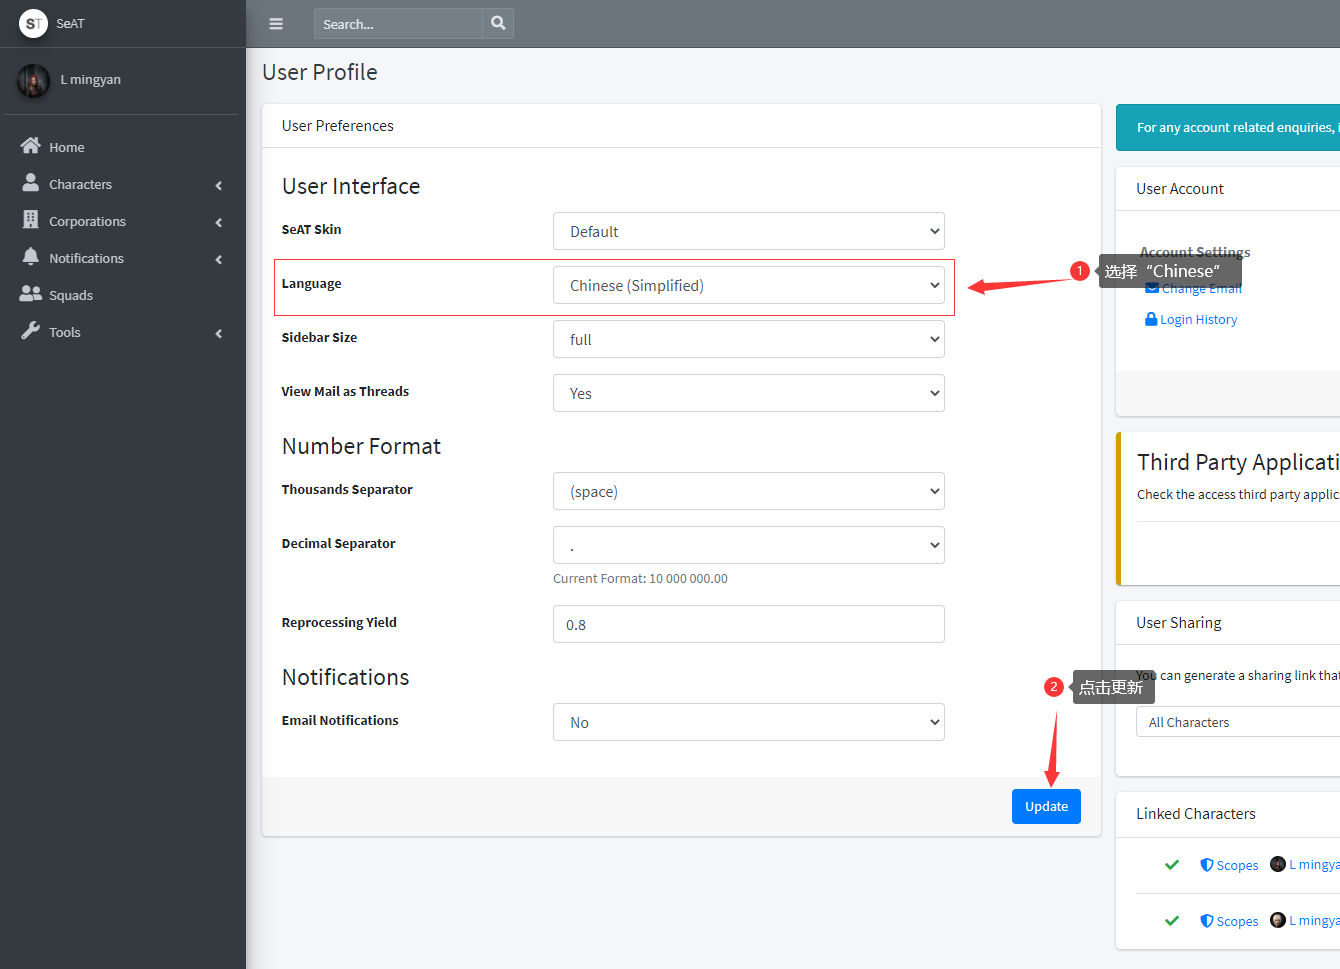 ST SeAT
Search...
L mingyan
Home
Characters
Corporations
Notifications
Squads
Tools
User Profile
User Preferences
User Interface
SeAT Skin
Default
Language
Chinese (Simplified)
1 选择“Chinese”
Sidebar Size
full
View Mail as Threads
Yes
Number Format
Thousands Separator
(space)
Decimal Separator
.
Current Format: 10 000 000.00
Reprocessing Yield
0.8
Notifications
Email Notifications
No
2 点击更新
Update
For any account related enquiries, i
User Account
Account Settings
Change Email
Login History
Third Party Applicati
Check the access third party applic
User Sharing
You can generate a sharing link that
All Characters
Linked Characters
Scopes L mingya
Scopes L mingya